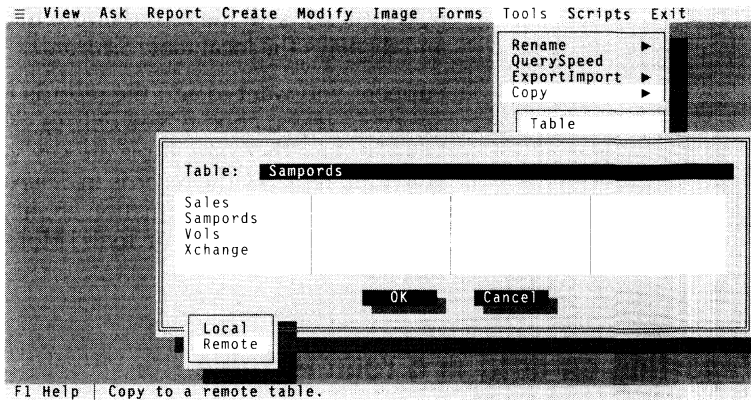 ≡ View Ask Report Create Modify Image Forms Tools Scripts Exit
Rename ►
QuerySpeed
ExportImport ►
Copy ►
Table
Table: Sampords
Sales
Sampords
Vols
Xchange
OK Cancel
Local
Remote
F1 Help | Copy to a remote table.